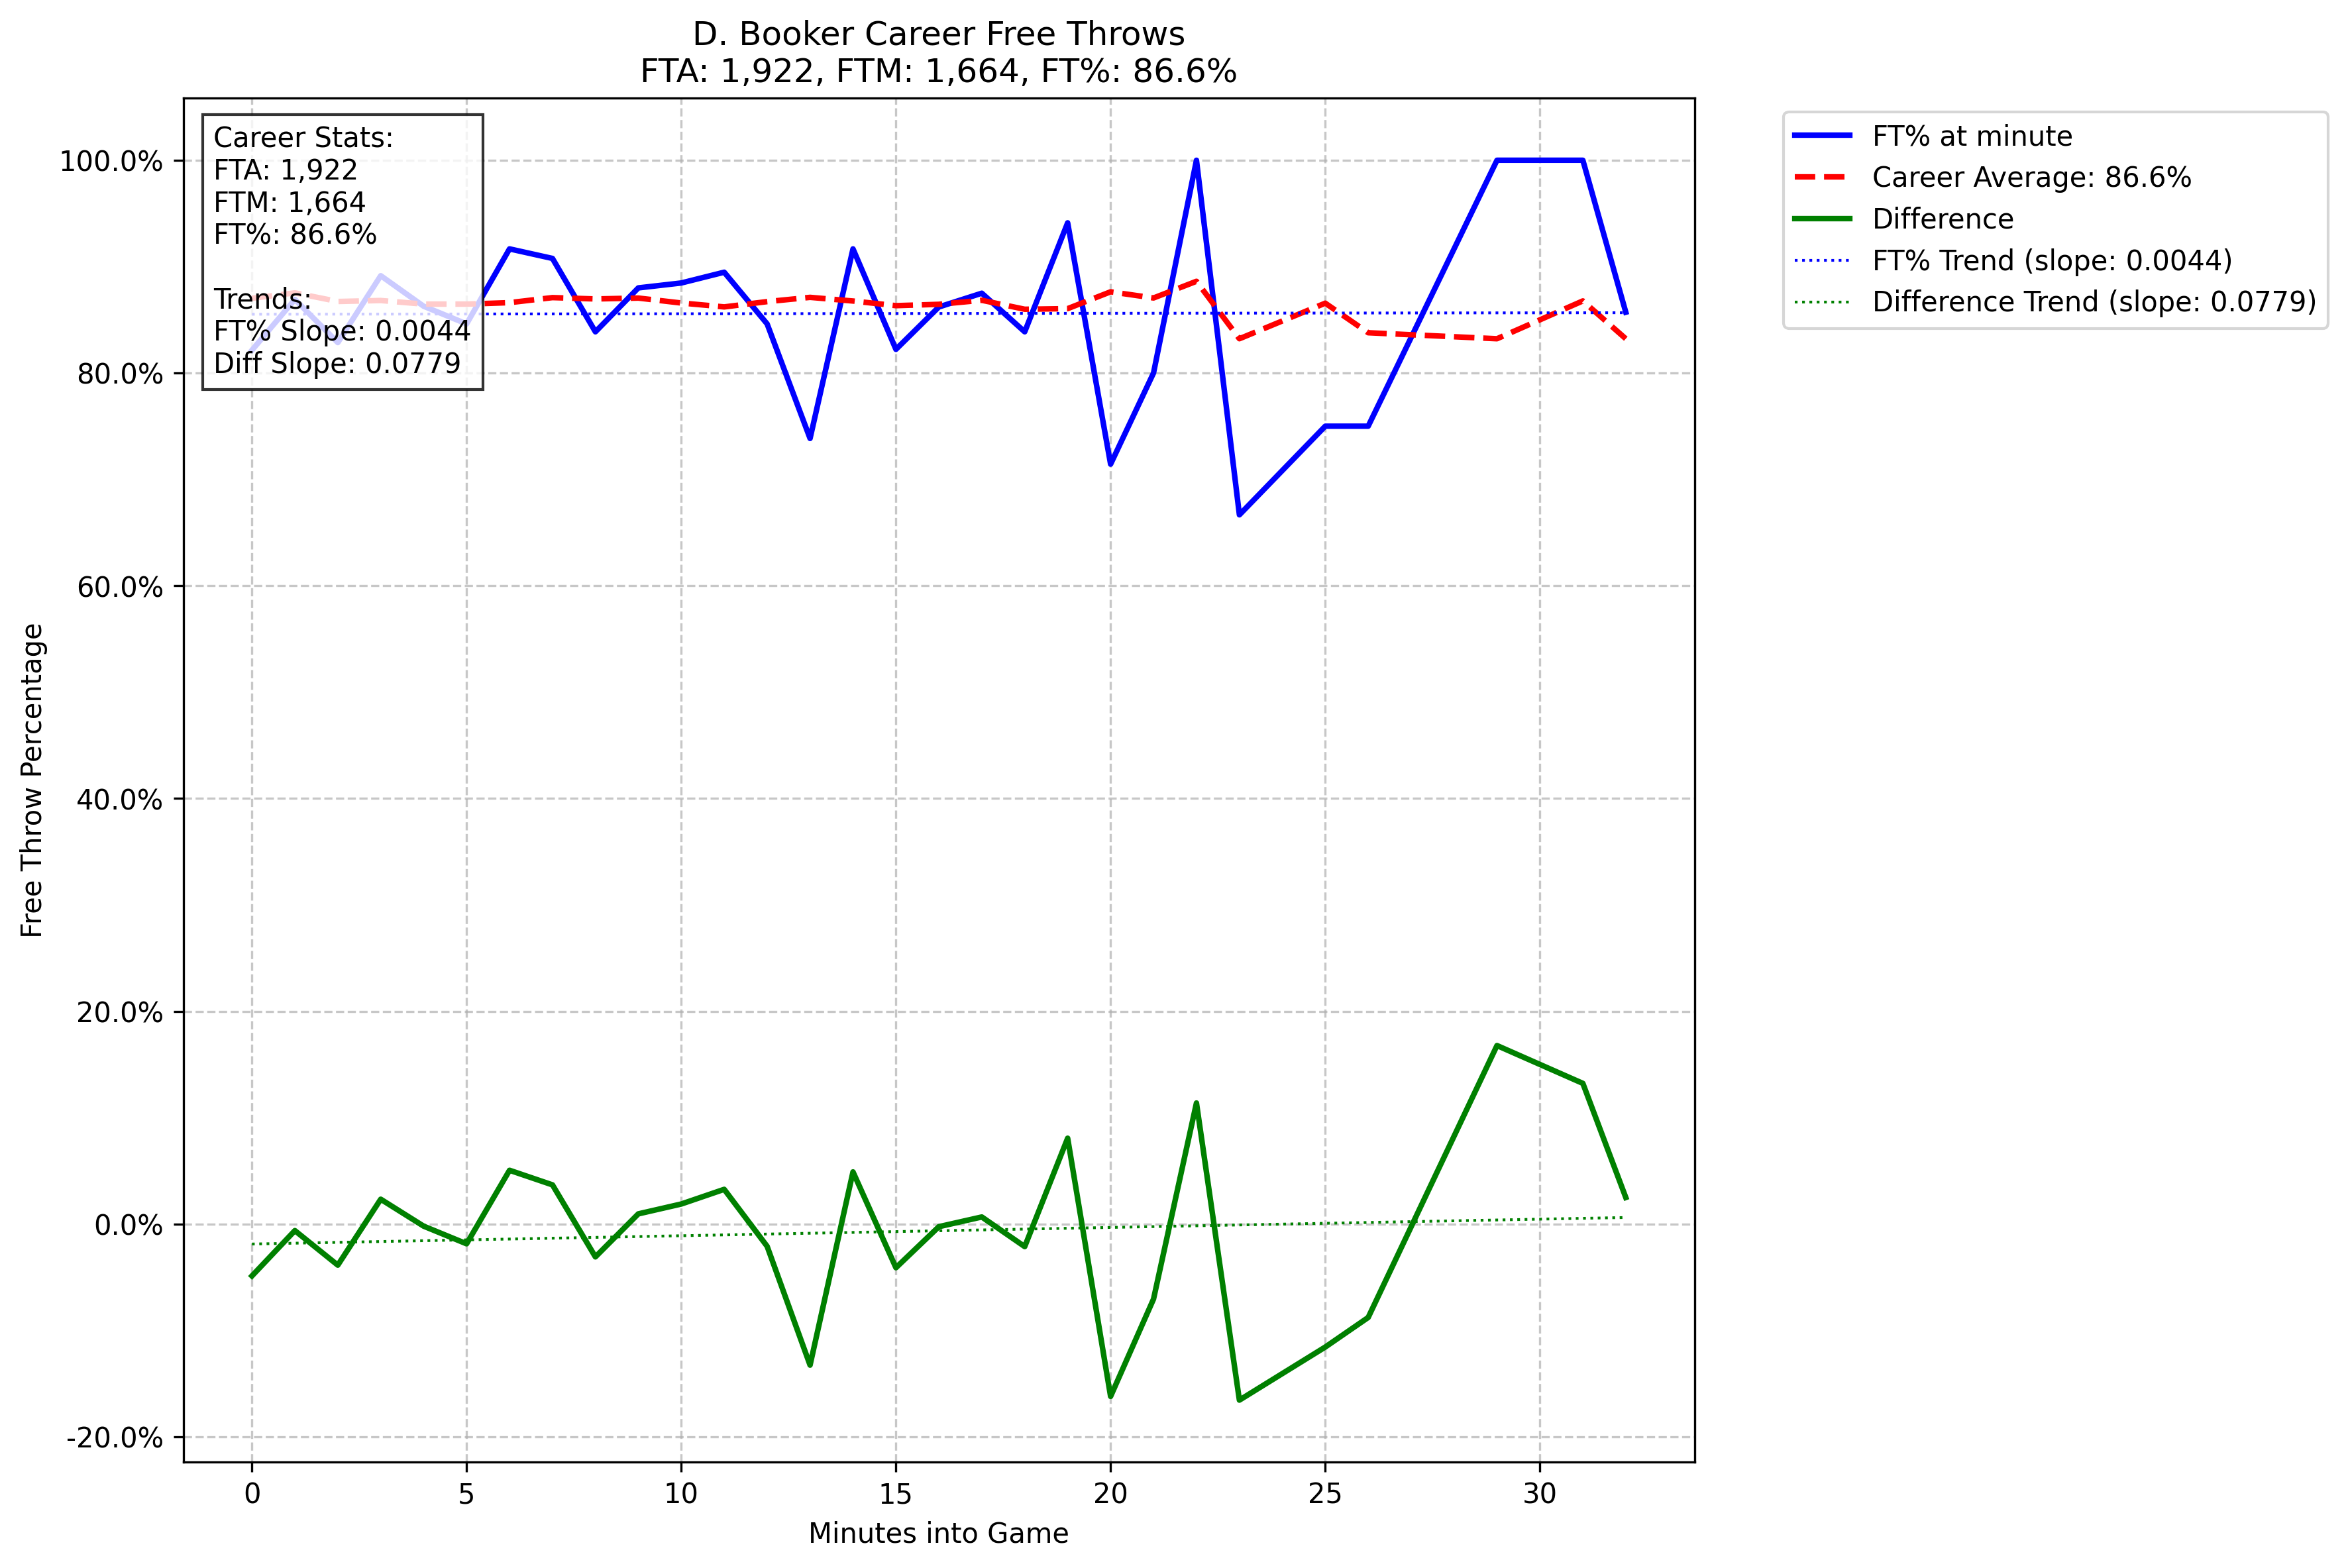 D. Booker Career Free Throws
FTA: 1,922, FTM: 1,664, FT%: 86.6%
Career Stats:
FTA: 1,922
FTM: 1,664
FT%: 86.6%
Trends:
FT% Slope: 0.0044
Diff Slope: 0.0779
FT% at minute
Career Average: 86.6%
Difference
FT% Trend (slope: 0.0044)
Difference Trend (slope: 0.0779)
Free Throw Percentage
100.0%
80.0%
60.0%
40.0%
20.0%
0.0%
-20.0%
0 5 10 15 20 25 30
Minutes into Game